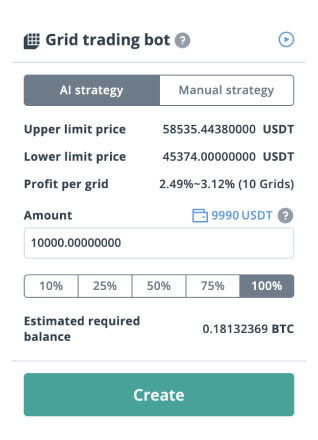 Grid trading bot ?
AI strategy Manual strategy
Upper limit price 58535.44380000 USDT
Lower limit price 45374.00000000 USDT
Profit per grid 2.49%~3.12% (10 Grids)
Amount 9990 USDT ?
10000.00000000
10% 25% 50% 75% 100%
Estimated required
balance 0.18132369 BTC
Create